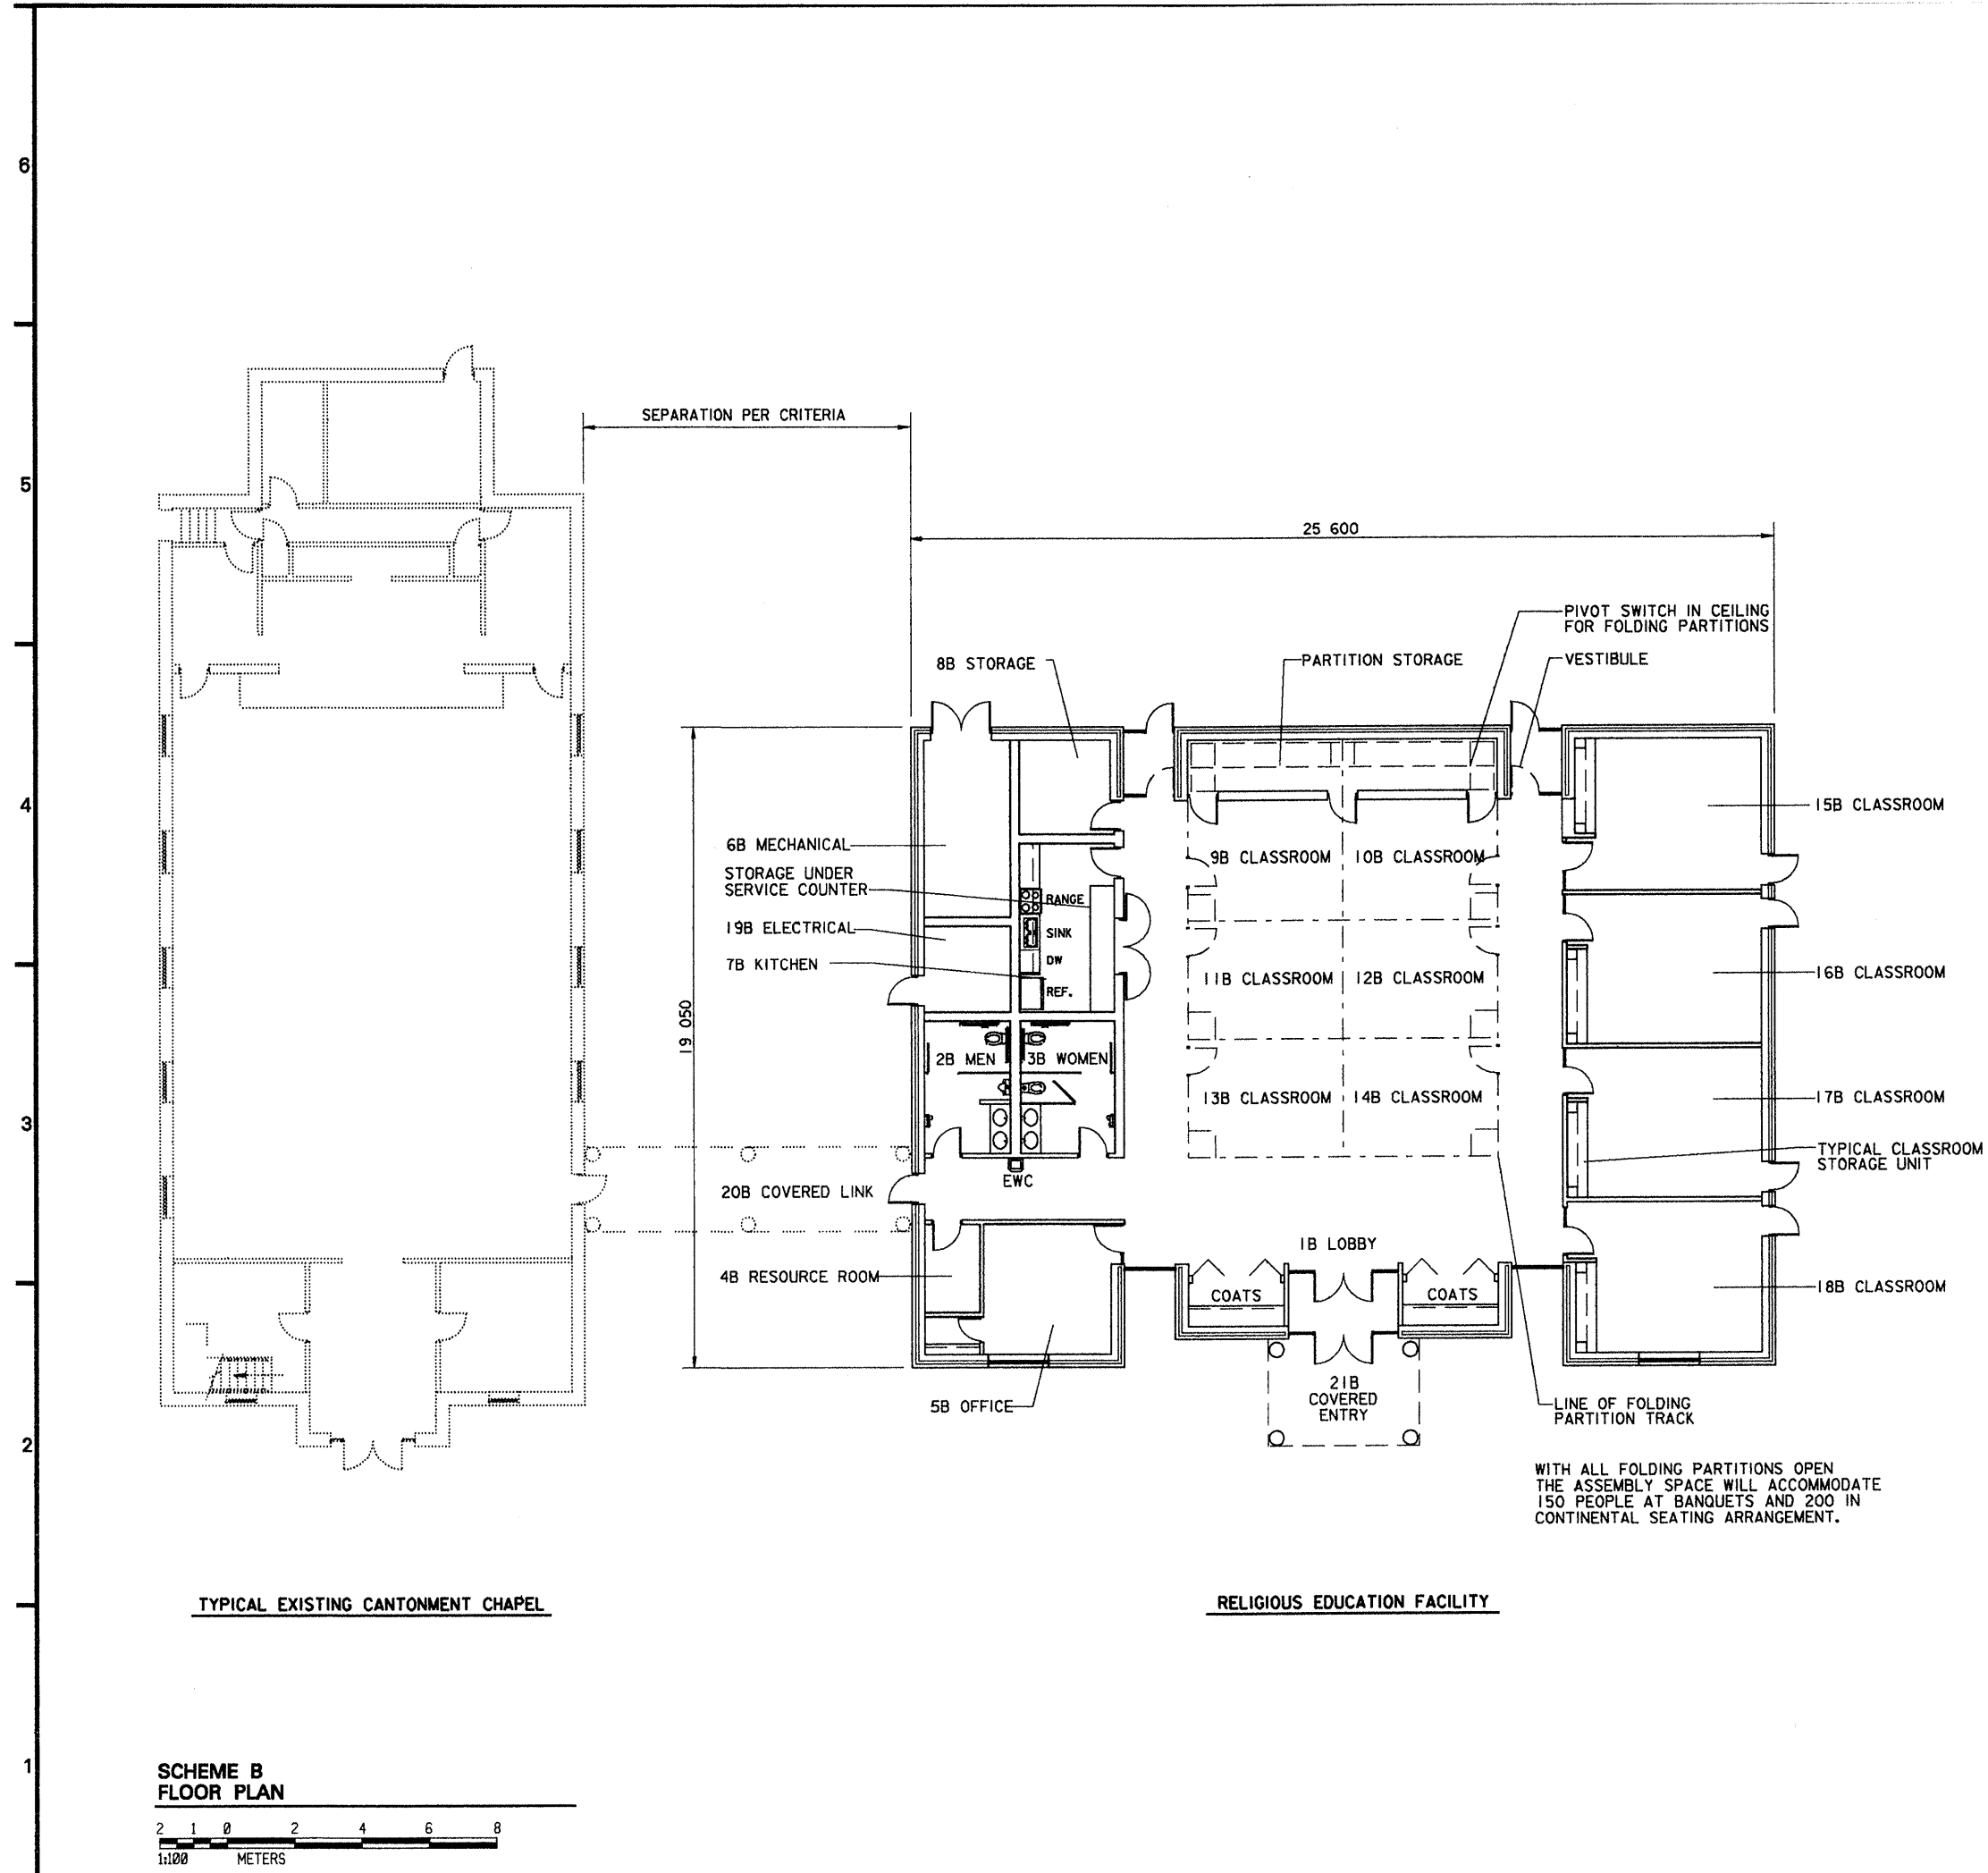 6
5
4
3
2
1
SEPARATION PER CRITERIA
25 600
PIVOT SWITCH IN CEILING
FOR FOLDING PARTITIONS
8B STORAGE
PARTITION STORAGE
VESTIBULE
15B CLASSROOM
6B MECHANICAL
STORAGE UNDER
SERVICE COUNTER
9B CLASSROOM
10B CLASSROOM
RANGE
19B ELECTRICAL
SINK
7B KITCHEN
DW
REF.
11B CLASSROOM
12B CLASSROOM
16B CLASSROOM
19 050
2B MEN
3B WOMEN
13B CLASSROOM
14B CLASSROOM
17B CLASSROOM
TYPICAL CLASSROOM
STORAGE UNIT
20B COVERED LINK
EWC
1B LOBBY
4B RESOURCE ROOM
COATS
COATS
18B CLASSROOM
5B OFFICE
21B
COVERED
ENTRY
LINE OF FOLDING
PARTITION TRACK
WITH ALL FOLDING PARTITIONS OPEN
THE ASSEMBLY SPACE WILL ACCOMMODATE
150 PEOPLE AT BANQUETS AND 200 IN
CONTINENTAL SEATING ARRANGEMENT.
TYPICAL EXISTING CANTONMENT CHAPEL
RELIGIOUS EDUCATION FACILITY
SCHEME B
FLOOR PLAN
2 1 0 2 4 6 8
1:100 METERS